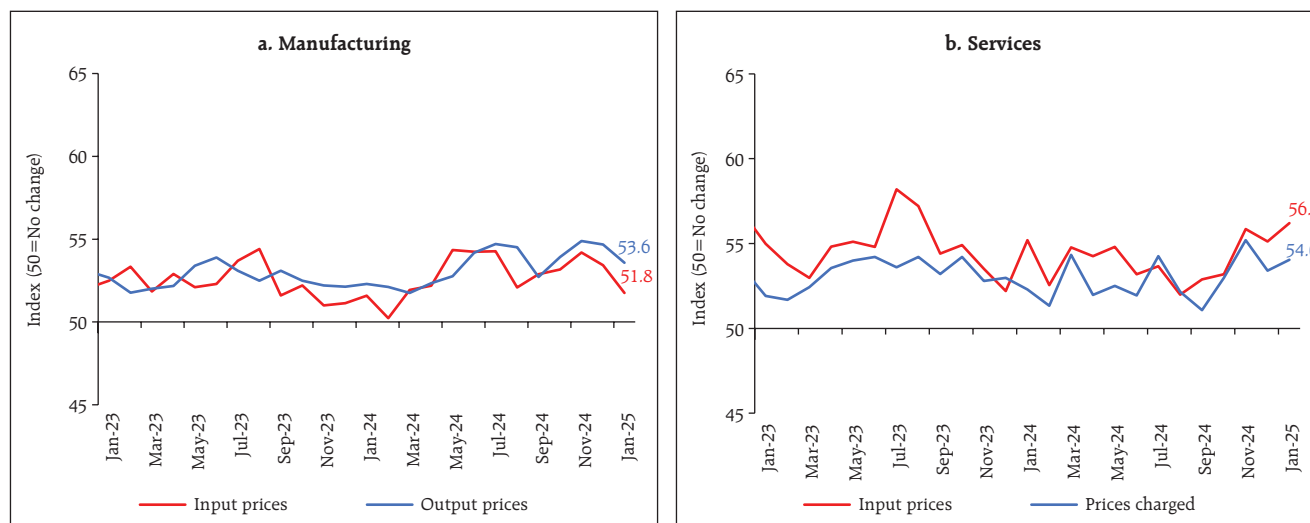 a. Manufacturing
Index (50=No change)
65
60
55
50
45
53.6
51.8
Jan-23
Mar-23
May-23
Jul-23
Sep-23
Nov-23
Jan-24
Mar-24
May-24
Jul-24
Sep-24
Nov-24
Jan-25
Input prices
Output prices
b. Services
Index (50= No change)
65
60
55
50
45
Jan-23
Mar-23
May-23
Jul-23
Sep-23
Nov-23
Jan-24
Mar-24
May-24
Jul-24
Sep-24
Nov-24
Jan-25
Input prices
Prices charged